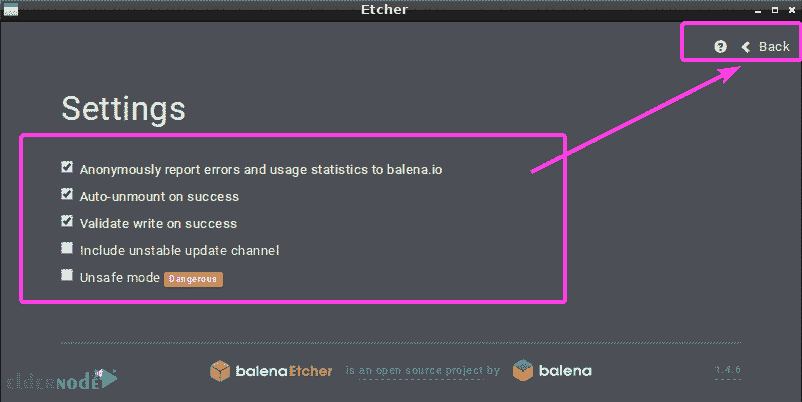 Etcher
Back
Settings
Anonymously report errors and usage statistics to balena.io
Auto-unmount on success
Validate write on success
Include unstable update channel
Unsafe mode Dangerous
balenaEtcher is an open source project by balena 1.4.6
elderNODE